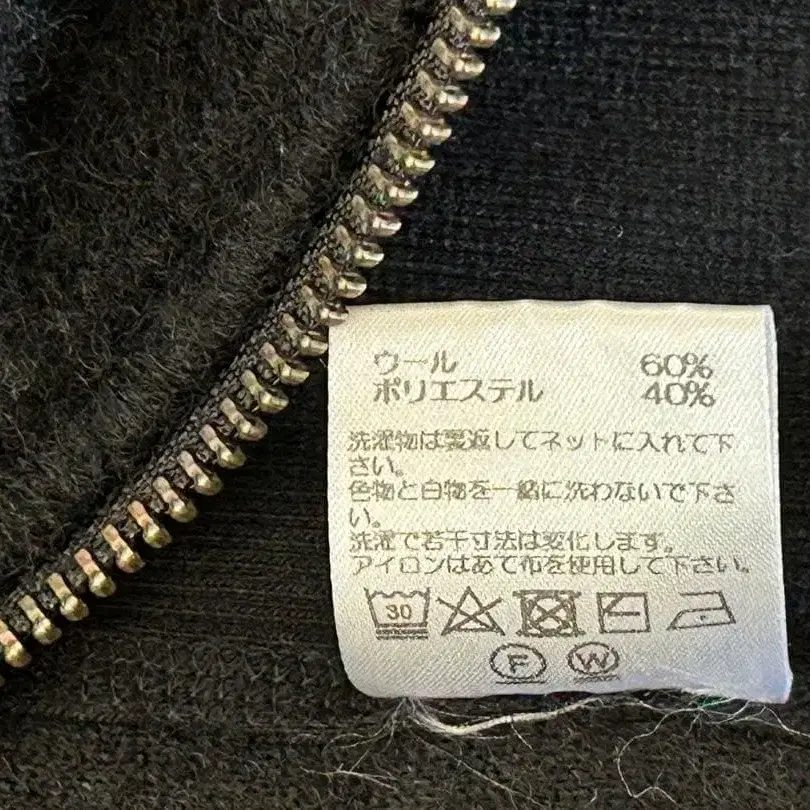 ウール 60%
ポリエステル 40%
洗濯物は裏返してネットに入れて下
さい。
色物と白物を一緒に洗わないで下さ
い。
洗濯で若干寸法は変化します。
アイロンはあて布を使用して下さい。
30
F W